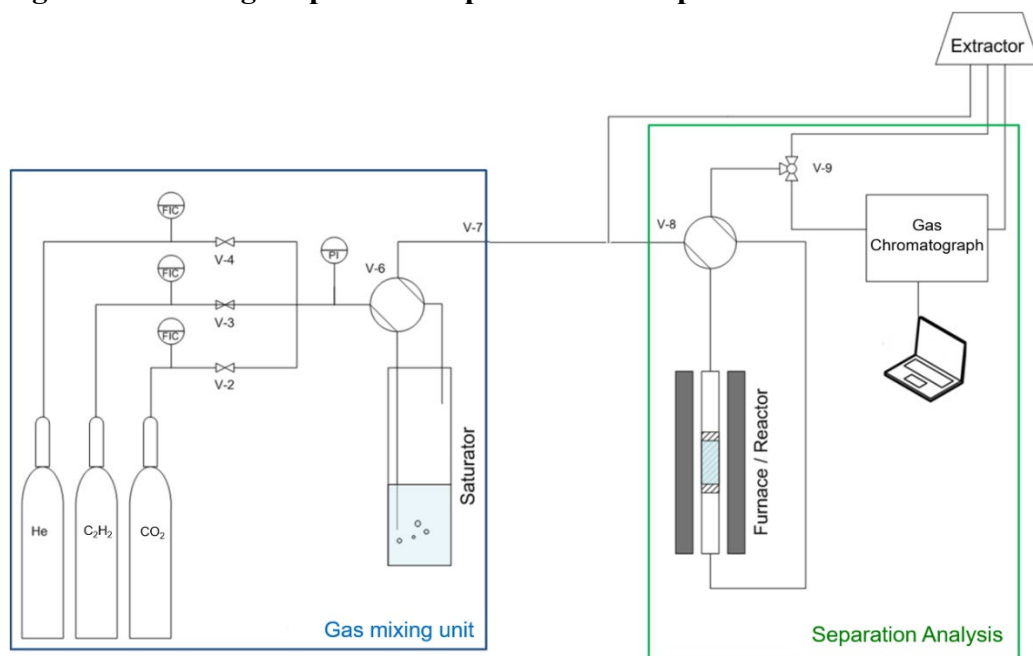 Extractor
FIC
V-4
FIC
V-3
FIC
V-2
PI
V-6
V-7
V-8
V-9
Gas
Chromatograph
He
C₂H₂
CO₂
Saturator
Furnace / Reactor
Gas mixing unit
Separation Analysis